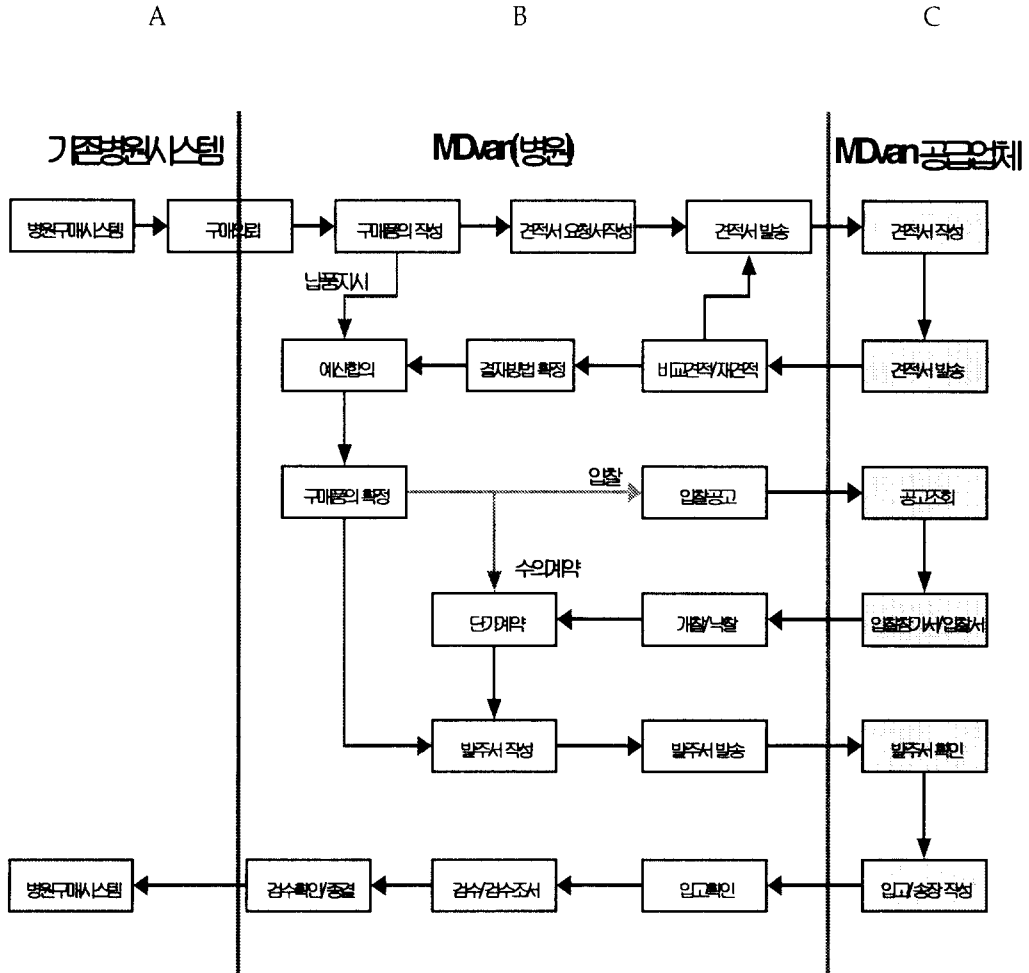 A B C
기존병원시스템 MDvan(병원) MDvan 공급업체
병원구매시스템 구매의뢰 구매품의 작성 견적서 요청서작성 견적서 발송 견적서 작성
납품지시
예산합의 결재방법 확정 비교견적/재견적 견적서 발송
입찰
구매품의 확정 입찰공고 공고조회
수의계약
단가계약 개찰/낙찰 입찰참가서/입찰서
발주서 작성 발주서 발송 발주서 확인
병원구매시스템 검수확인/종결 검수/검수조서 입고확인 입고/송장 작성